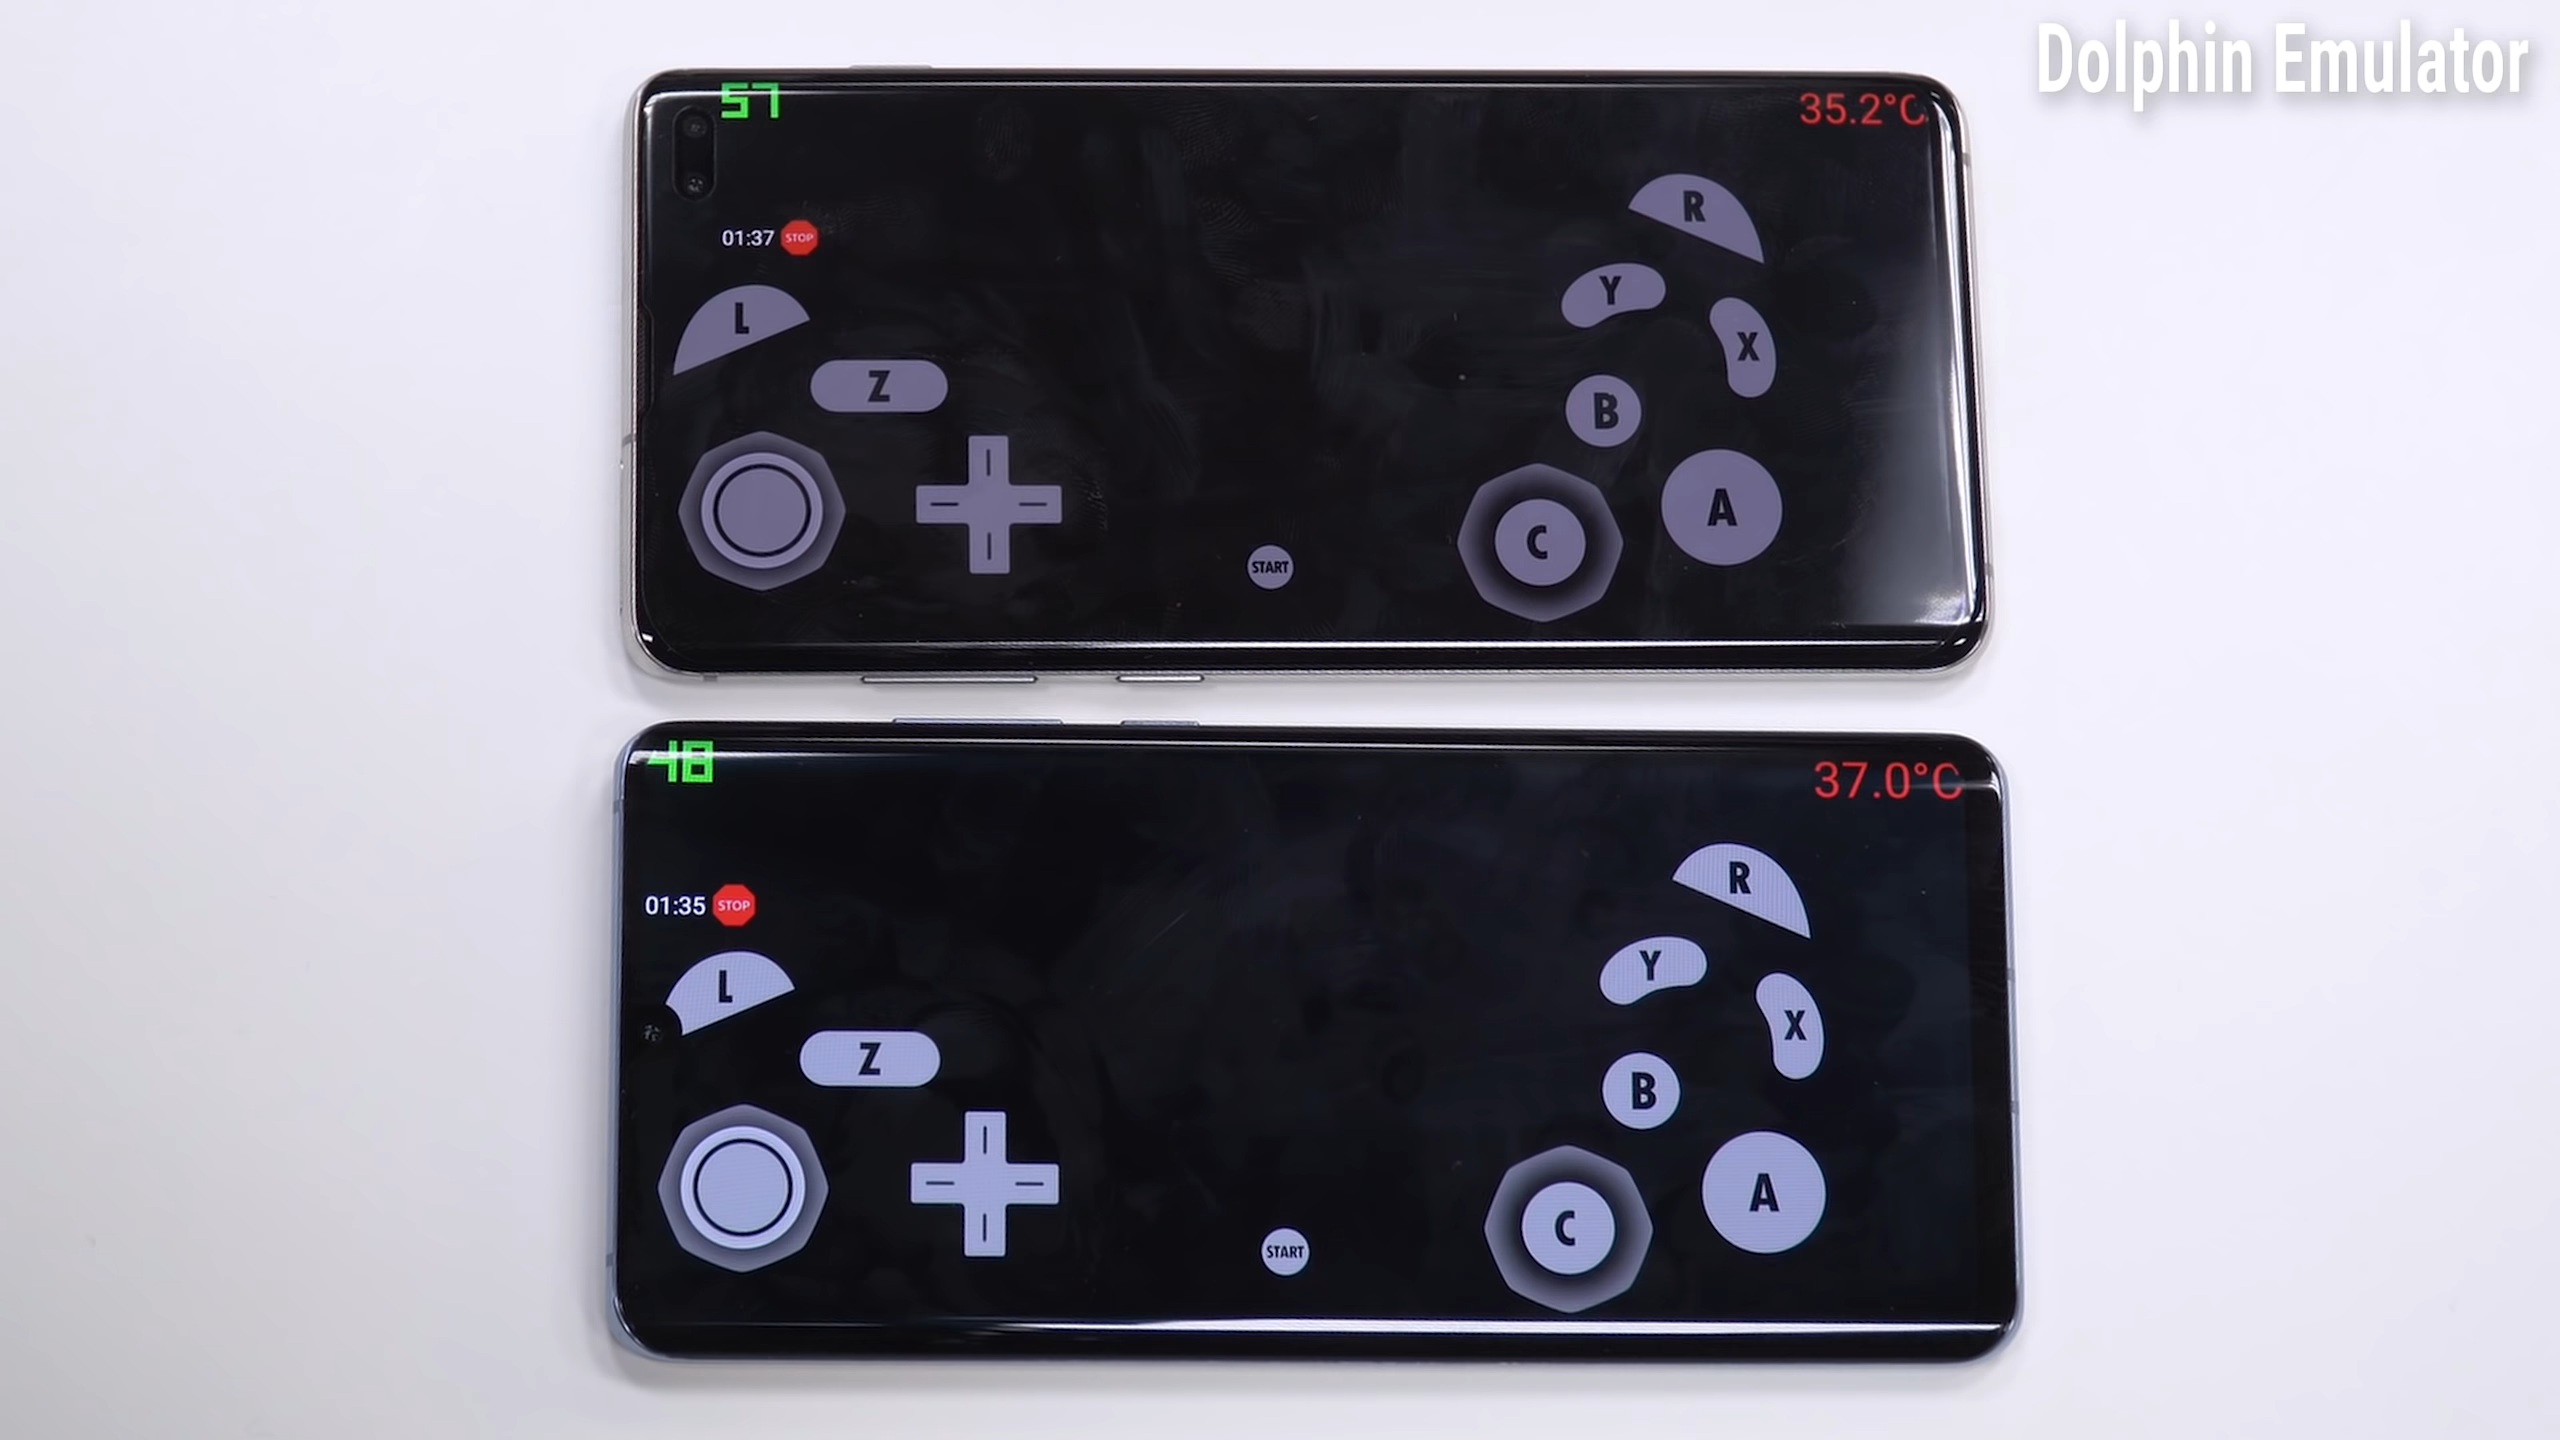 Dolphin Emulator
57
35.2°C
R
01:37 STOP
Y
L
X
Z
B
A
C
START
48
37.0°C
R
01:35 STOP
Y
L
X
Z
B
A
C
START